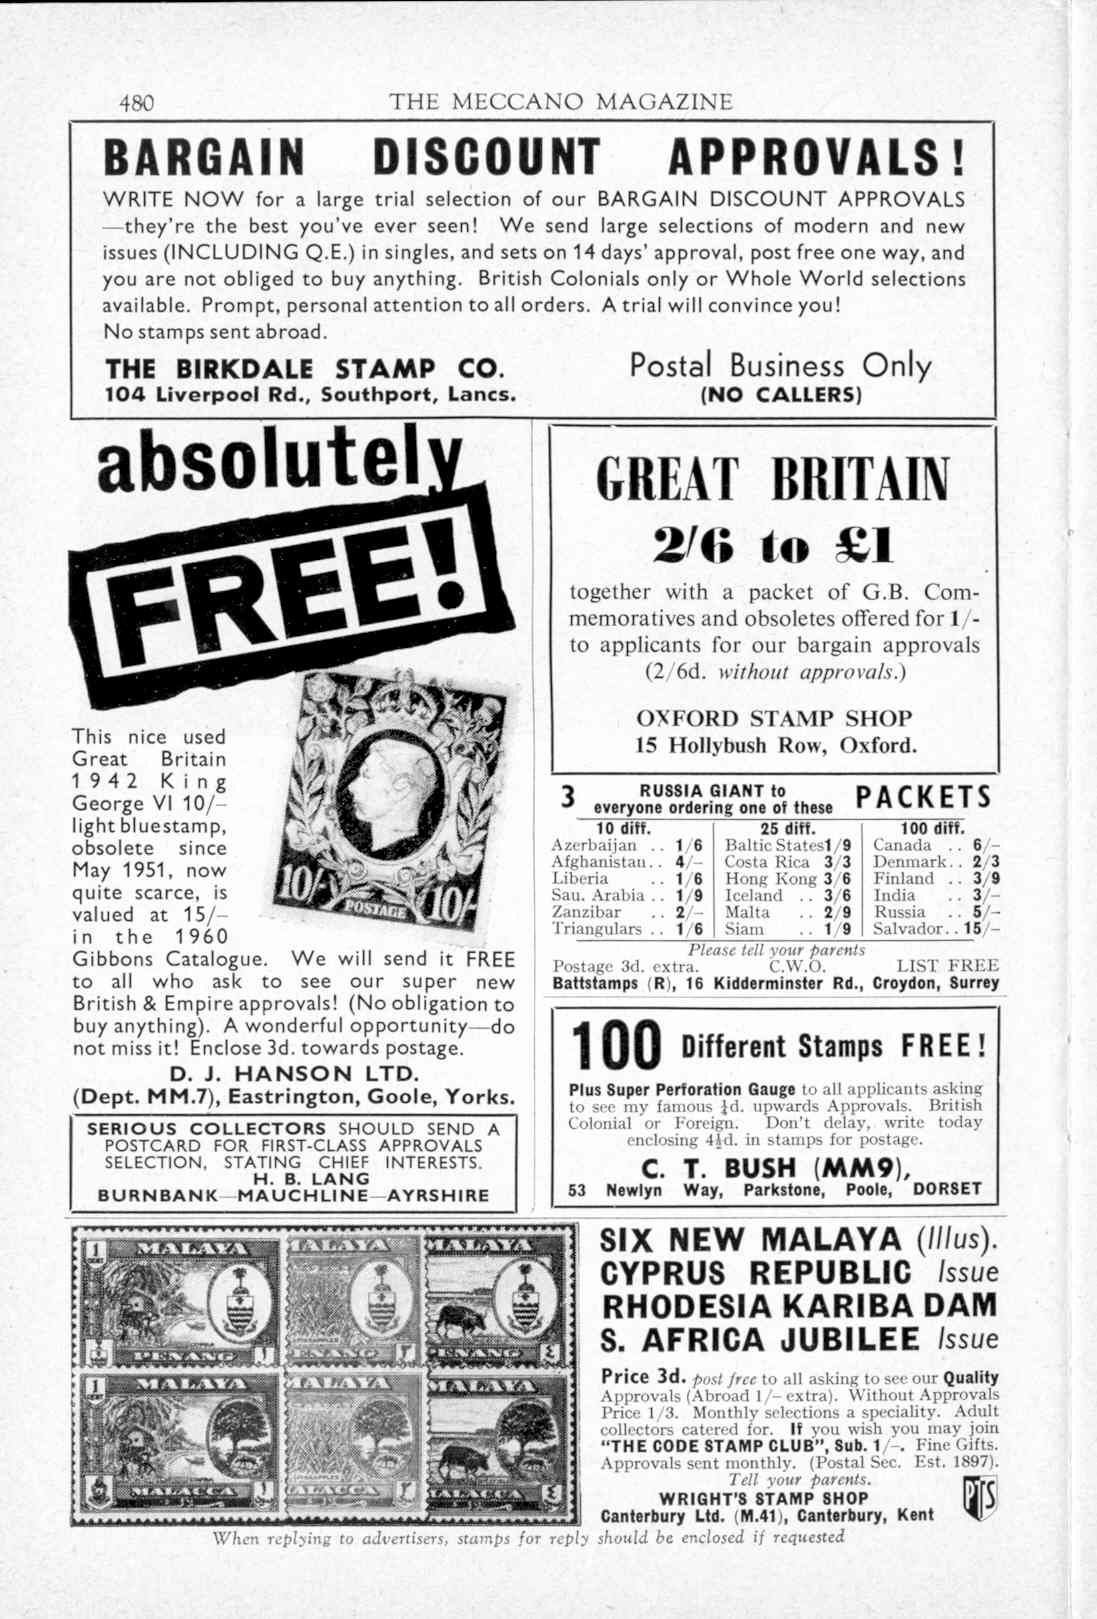 480
THE MECCANO MAGAZINE
BARGAIN DISCOUNT APPROVALS!
WRITE NOW for a large trial selection of our BARGAIN DISCOUNT APPROVALS
—they're the best you've ever seen! We send large selections of modern and new
issues (INCLUDING Q.E.) in singles, and sets on 14 days' approval, post free one way, and
you are not obliged to buy anything. British Colonials only or Whole World selections
available. Prompt, personal attention to all orders. A trial will convince you!
No stamps sent abroad.
THE BIRKDALE STAMP CO.
104 Liverpool Rd., Southport, Lancs.
Postal Business Only
(NO CALLERS)
absolutely
FREE!
This nice used
Great Britain
1942 King
George VI 10/–
light blue stamp,
obsolete since
May 1951, now
quite scarce, is
valued at 15/–
in the 1960
Gibbons Catalogue. We will send it FREE
to all who ask to see our super new
British & Empire approvals! (No obligation to
buy anything). A wonderful opportunity—do
not miss it! Enclose 3d. towards postage.
D. J. HANSON LTD.
(Dept. MM.7), Eastrington, Goole, Yorks.
10/- POSTAGE 10/-
SERIOUS COLLECTORS SHOULD SEND A
POSTCARD FOR FIRST-CLASS APPROVALS
SELECTION, STATING CHIEF INTERESTS.
H. B. LANG
BURNBANK—MAUCHLINE—AYRSHIRE
GREAT BRITAIN
2/6 to £1
together with a packet of G.B. Com-
memoratives and obsoletes offered for 1/-
to applicants for our bargain approvals
(2/6d. without approvals.)
OXFORD STAMP SHOP
15 Hollybush Row, Oxford.
3 RUSSIA GIANT to
everyone ordering one of these PACKETS
10 diff. 25 diff. 100 diff.
Azerbaijan .. 1/6 Baltic States 1/9 Canada .. 6/–
Afghanistan .. 4/– Costa Rica 3/3 Denmark .. 2/3
Liberia .. 1/6 Hong Kong 3/6 Finland .. 3/9
Sau. Arabia .. 1/9 Iceland .. 3/6 India .. 3/–
Zanzibar .. 2/– Malta .. 2/9 Russia .. 5/–
Triangulars .. 1/6 Siam .. 1/9 Salvador .. 15/–
Please tell your parents
Postage 3d. extra. C.W.O. LIST FREE
Battstamps (R), 16 Kidderminster Rd., Croydon, Surrey
100 Different Stamps FREE!
Plus Super Perforation Gauge to all applicants asking
to see my famous ½d. upwards Approvals. British
Colonial or Foreign. Don't delay, write today
enclosing 4½d. in stamps for postage.
C. T. BUSH (MM9),
53 Newlyn Way, Parkstone, Poole, DORSET
1 CENT MALAYA PENANG 1
MALAYA PENANG 2
MALAYA PENANG 4
1 CENT MALAYA MALACCA 1
MALAYA MALACCA 2
MALAYA MALACCA 4
SIX NEW MALAYA (Illus).
CYPRUS REPUBLIC Issue
RHODESIA KARIBA DAM
S. AFRICA JUBILEE Issue
Price 3d. post free to all asking to see our Quality
Approvals (Abroad 1/– extra). Without Approvals
Price 1/3. Monthly selections a speciality. Adult
collectors catered for. If you wish you may join
"THE CODE STAMP CLUB", Sub. 1/–. Fine Gifts.
Approvals sent monthly. (Postal Sec. Est. 1897).
Tell your parents.
WRIGHT'S STAMP SHOP
Canterbury Ltd. (M.41), Canterbury, Kent
PTS
When replying to advertisers, stamps for reply should be enclosed if requested